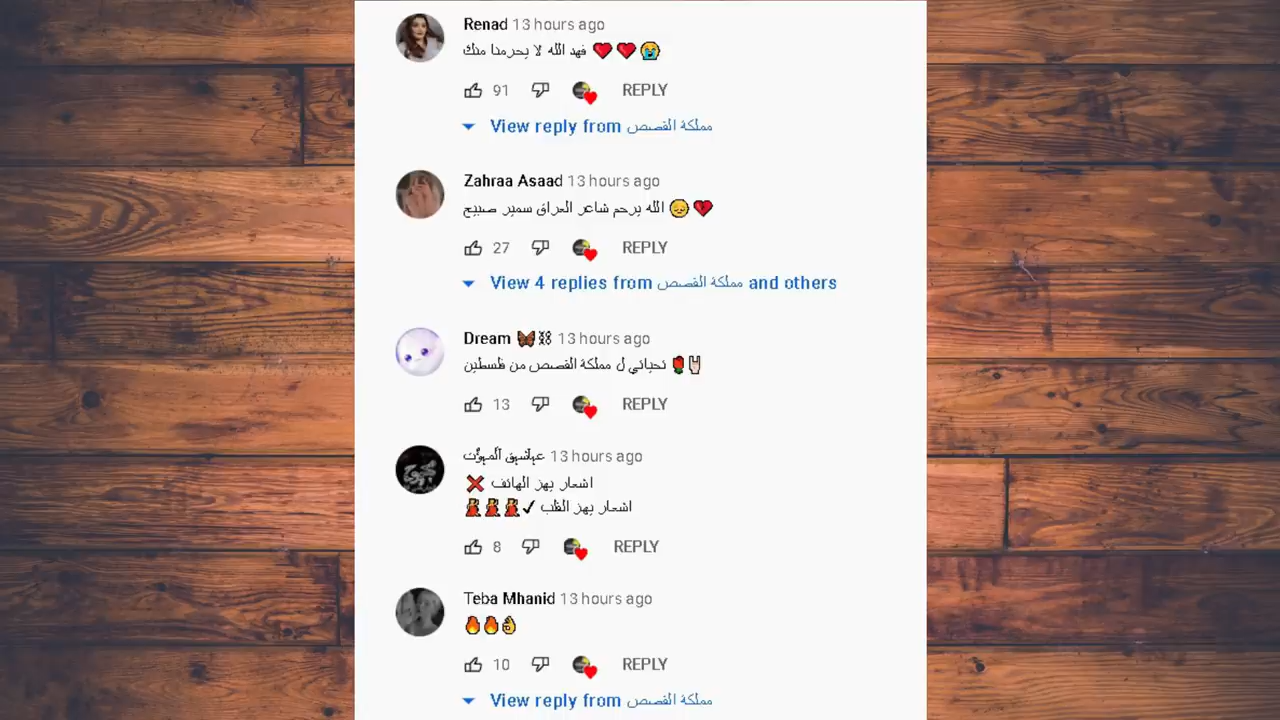 Renad 13 hours ago
فهد الله لا يحرمنا منك ❤️ ❤️ 😭
91 REPLY
View reply from مملكة القصص
Zahraa Asaad 13 hours ago
الله يرحم شاعر العراق سمير صبيح 😔 💔
27 REPLY
View 4 replies from مملكة القصص and others
Dream 🦋⛓ 13 hours ago
تحياتي ل مملكة القصص من فلسطين 🌹🤘🏻
13 REPLY
13 hours ago
اشعار يهز الهاتف ❌
اشعار يهز القلب ✔💃💃💃
8 REPLY
Teba Mhanid 13 hours ago
🔥🔥👌
10 REPLY
View reply from مملكة القصص